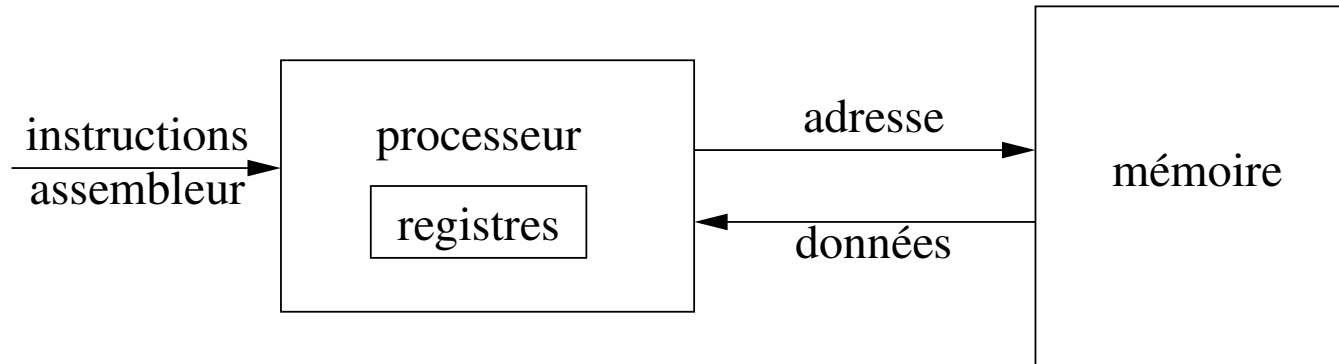 instructions
assembleur
processeur
registres
adresse
données
mémoire